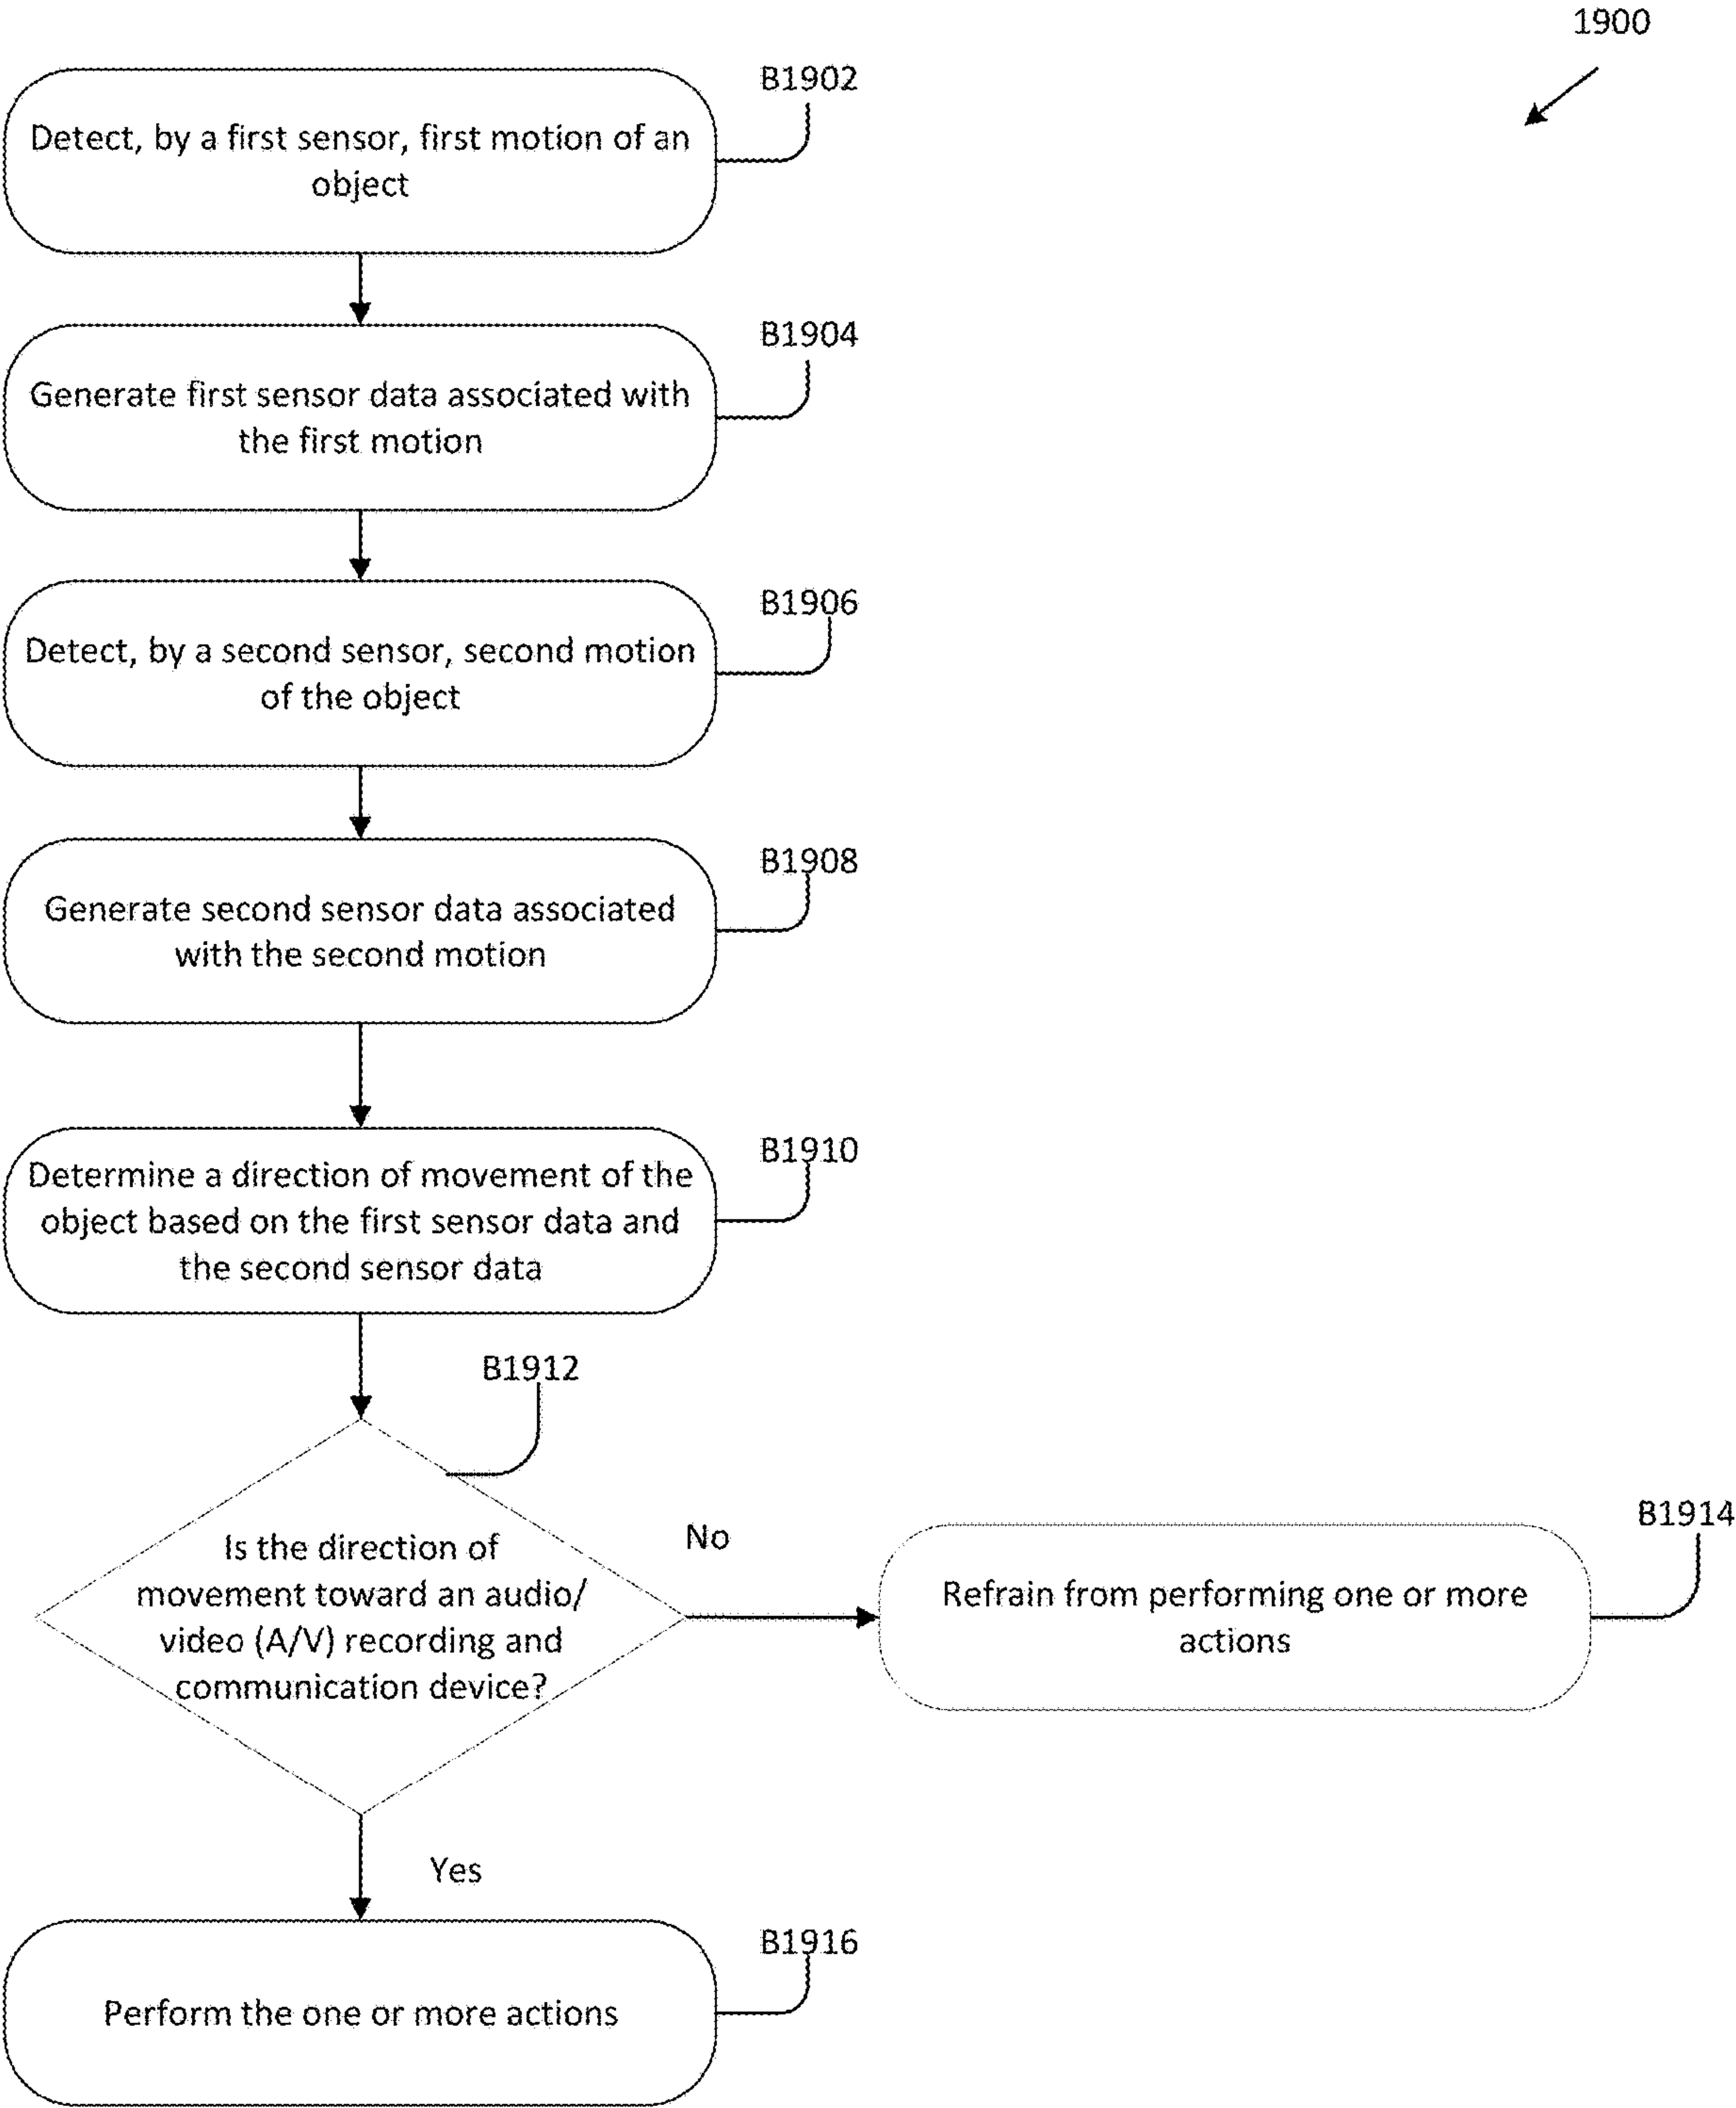 1900
B1902
Detect, by a first sensor, first motion of an
object
B1904
Generate first sensor data associated with
the first motion
B1906
Detect, by a second sensor, second motion
of the object
B1908
Generate second sensor data associated
with the second motion
B1910
Determine a direction of movement of the
object based on the first sensor data and
the second sensor data
B1912
Is the direction of
movement toward an audio/
video (A/V) recording and
communication device?
No
B1914
Refrain from performing one or more
actions
Yes
B1916
Perform the one or more actions